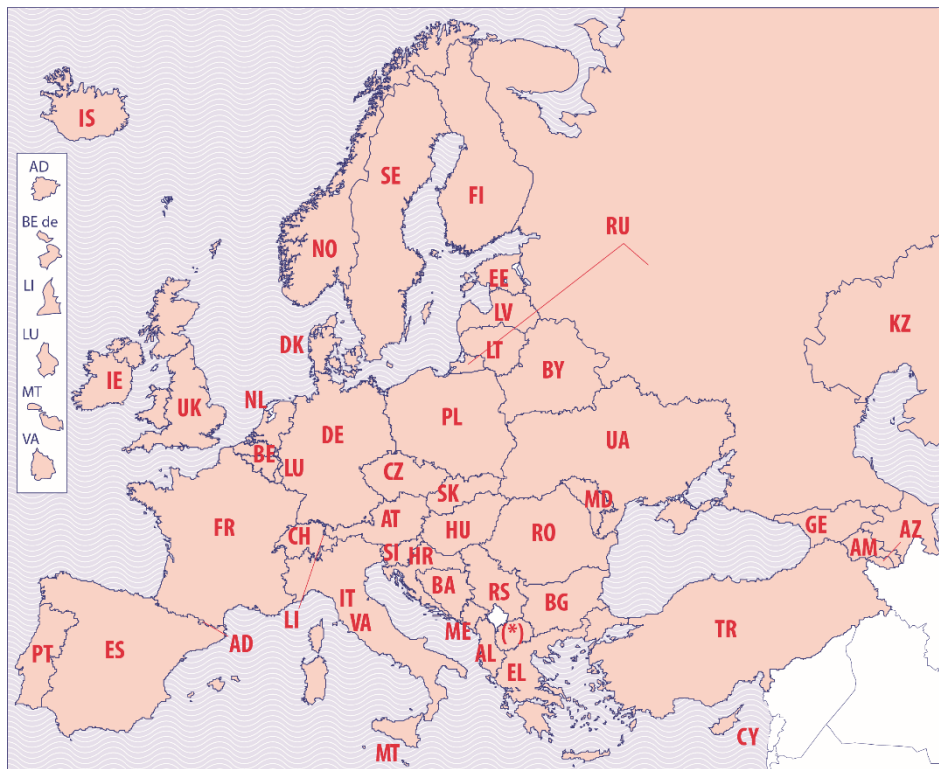 IS
AD
BE de
LI
LU
MT
VA
SE
FI
NO
RU
EE
LV
LT
KZ
DK
BY
IE
UK
NL
PL
DE
UA
BE
LU
CZ
SK
MD
FR
AT
HU
RO
GE
AZ
CH
AM
SI
HR
BA
RS
BG
IT
VA
LI
ME
(*)
TR
PT
ES
AD
AL
EL
CY
MT